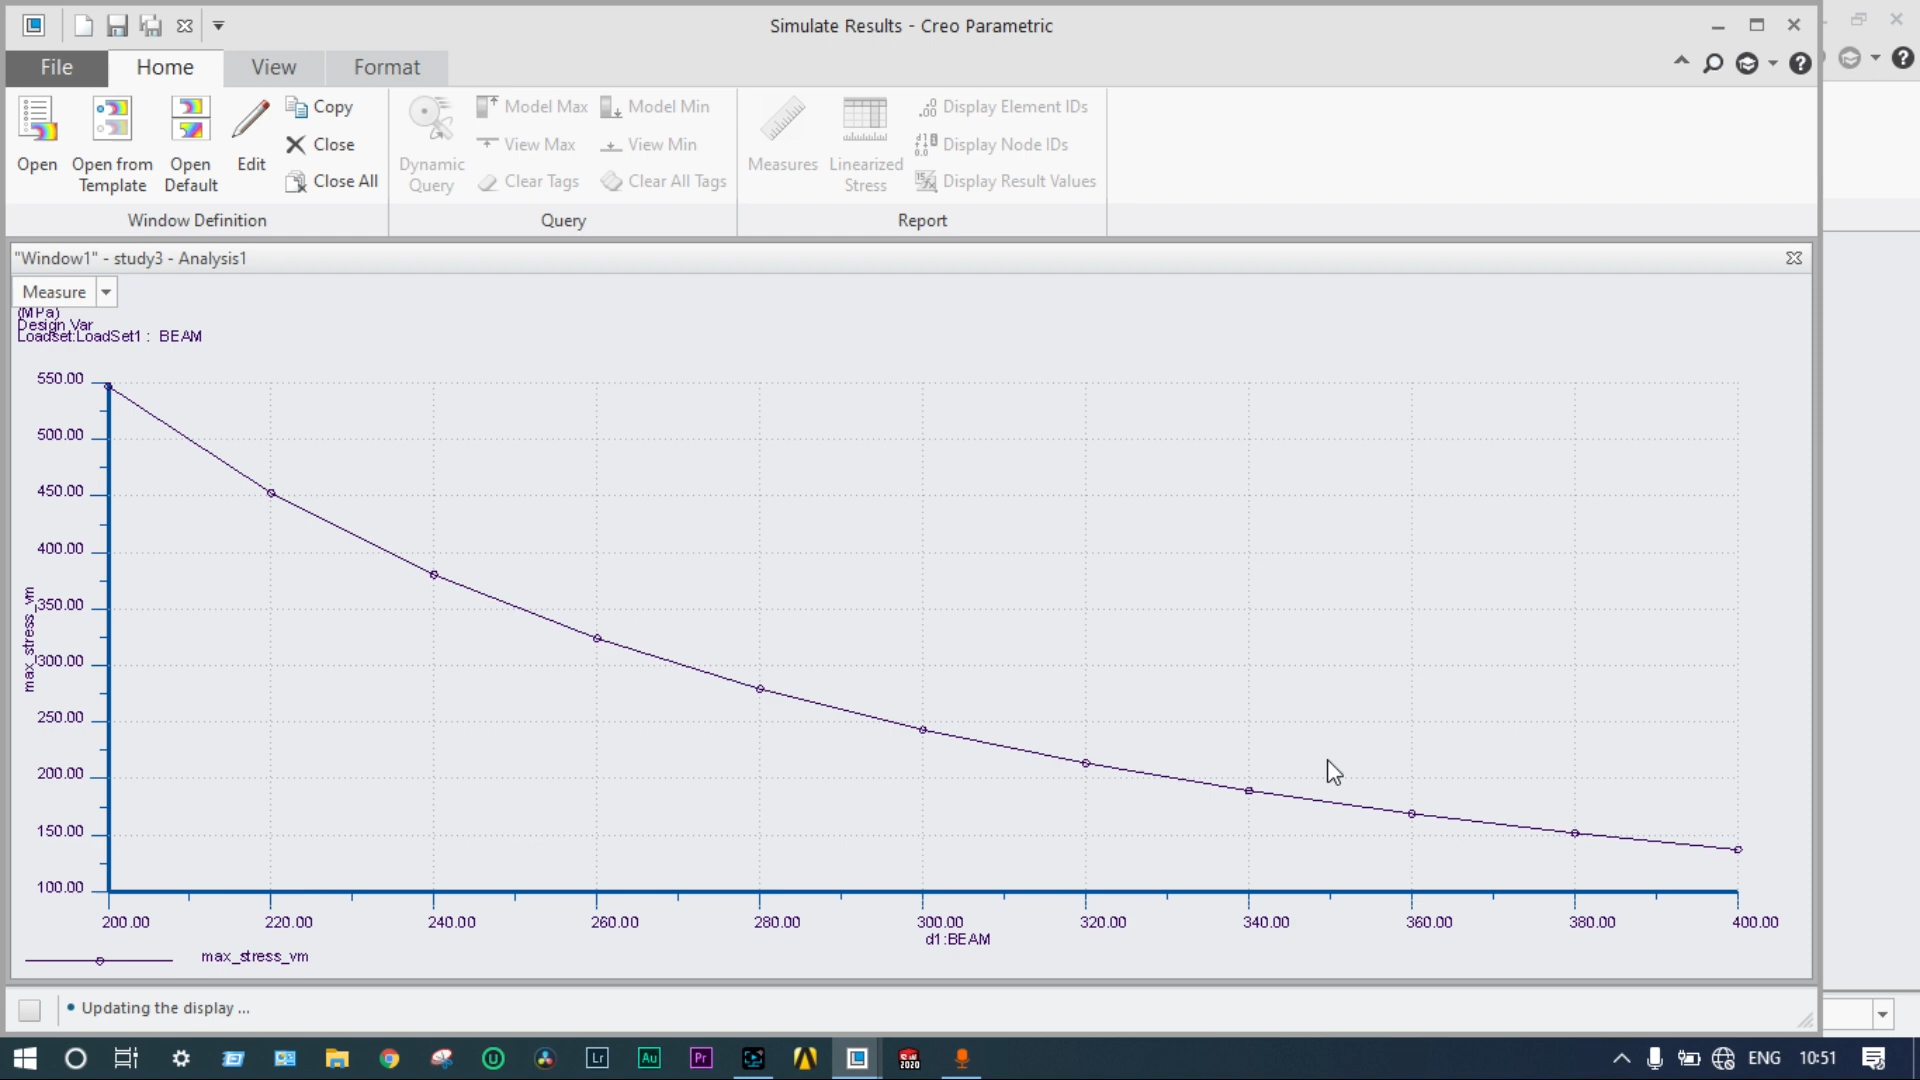 Simulate Results - Creo Parametric
File Home View Format
Open
Open from Template
Open Default
Edit
Copy
Close
Close All
Window Definition
Dynamic Query
Model Max
View Max
Clear Tags
Model Min
View Min
Clear All Tags
Query
Measures
Linearized Stress
Display Element IDs
Display Node IDs
Display Result Values
Report
"Window1" - study3 - Analysis1
Measure
(MPa)
Design Var
Loadset:LoadSet1 : BEAM
550.00
500.00
450.00
400.00
350.00
300.00
250.00
200.00
150.00
100.00
max_stress_vm
200.00 220.00 240.00 260.00 280.00 300.00 320.00 340.00 360.00 380.00 400.00
d1:BEAM
max_stress_vm
Updating the display ...
Lr Au Pr
2020
ENG 10:51